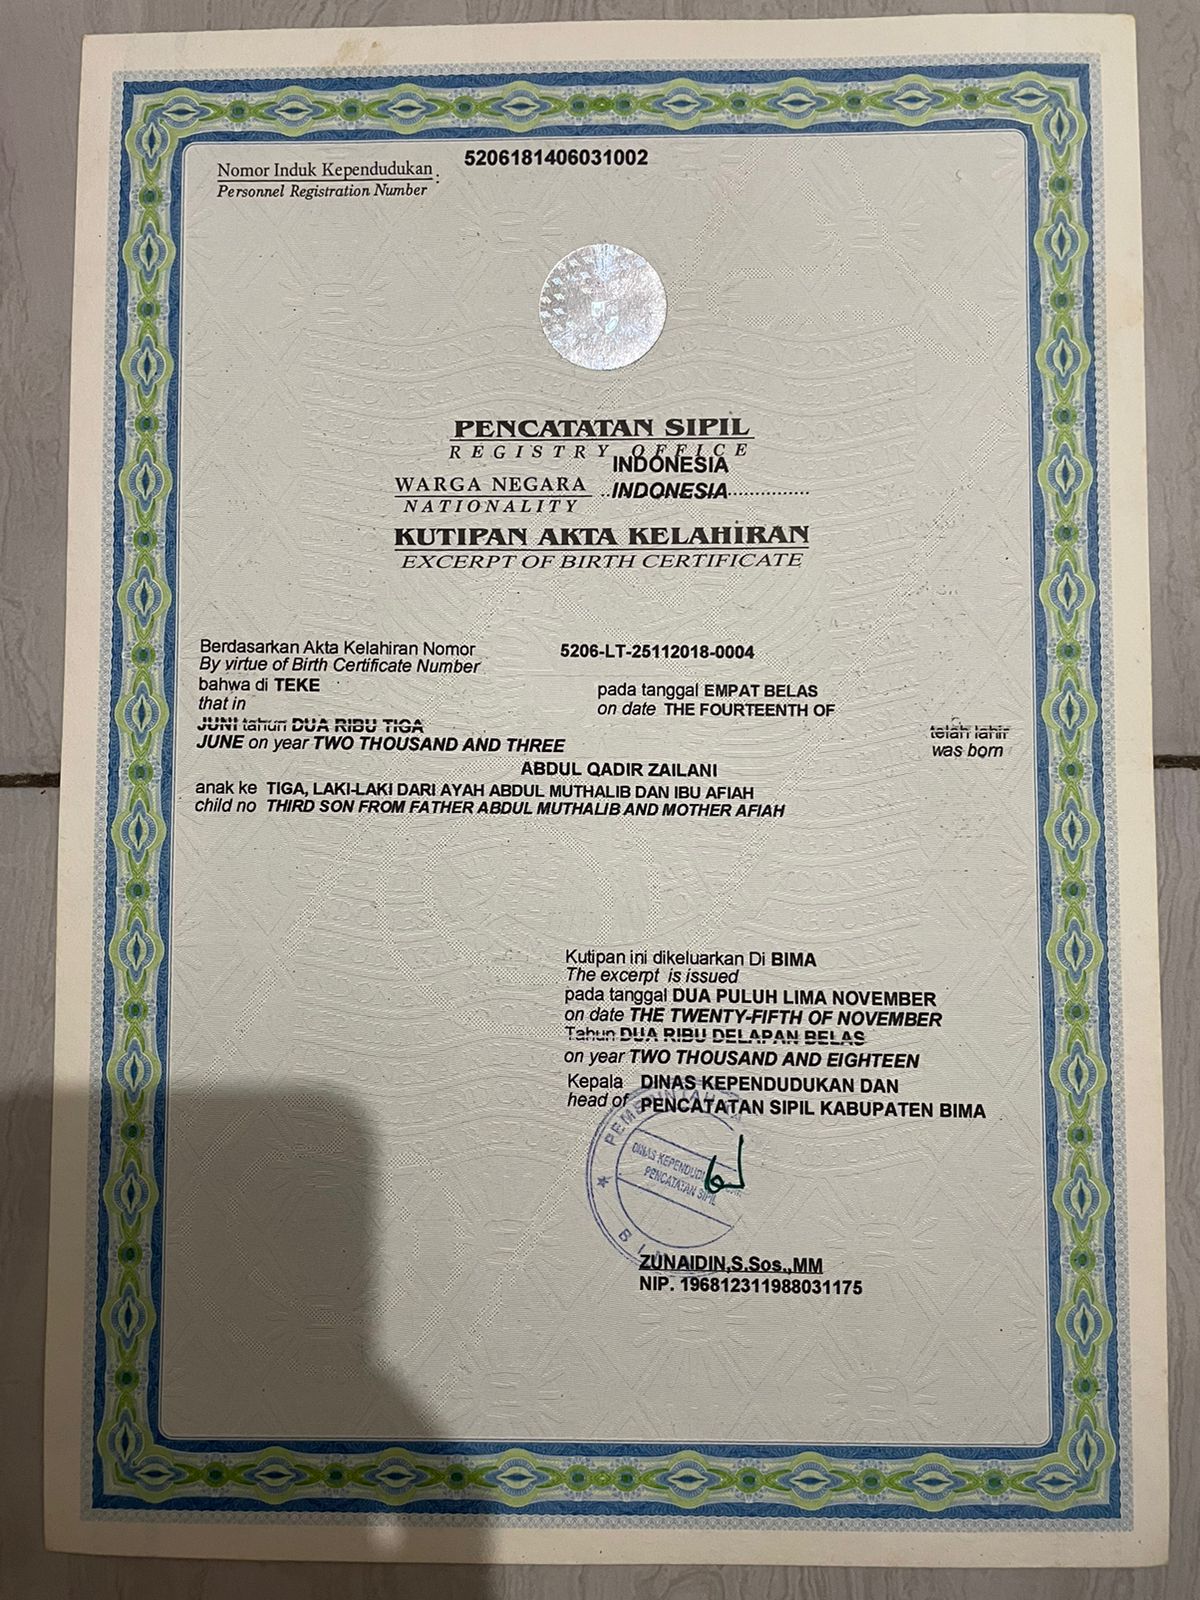 Nomor Induk Kependudukan : 5206181406031002
Personnel Registration Number
PENCATATAN SIPIL
REGISTRY OFFICE
INDONESIA
WARGA NEGARA ..INDONESIA...............
NATIONALITY
KUTIPAN AKTA KELAHIRAN
EXCERPT OF BIRTH CERTIFICATE
Berdasarkan Akta Kelahiran Nomor 5206-LT-25112018-0004
By virtue of Birth Certificate Number
bahwa di TEKE pada tanggal EMPAT BELAS
that in on date THE FOURTEENTH OF
JUNI tahun DUA RIBU TIGA telah lahir
JUNE on year TWO THOUSAND AND THREE was born
ABDUL QADIR ZAILANI
anak ke TIGA, LAKI-LAKI DARI AYAH ABDUL MUTHALIB DAN IBU AFIAH
child no THIRD SON FROM FATHER ABDUL MUTHALIB AND MOTHER AFIAH
Kutipan ini dikeluarkan Di BIMA
The excerpt is issued
pada tanggal DUA PULUH LIMA NOVEMBER
on date THE TWENTY-FIFTH OF NOVEMBER
Tahun DUA RIBU DELAPAN BELAS
on year TWO THOUSAND AND EIGHTEEN
Kepala DINAS KEPENDUDUKAN DAN
head of PENCATATAN SIPIL KABUPATEN BIMA
DINAS
PENCATATAN SIPIL
ZUNAIDIN,S.Sos.,MM
NIP. 196812311988031175